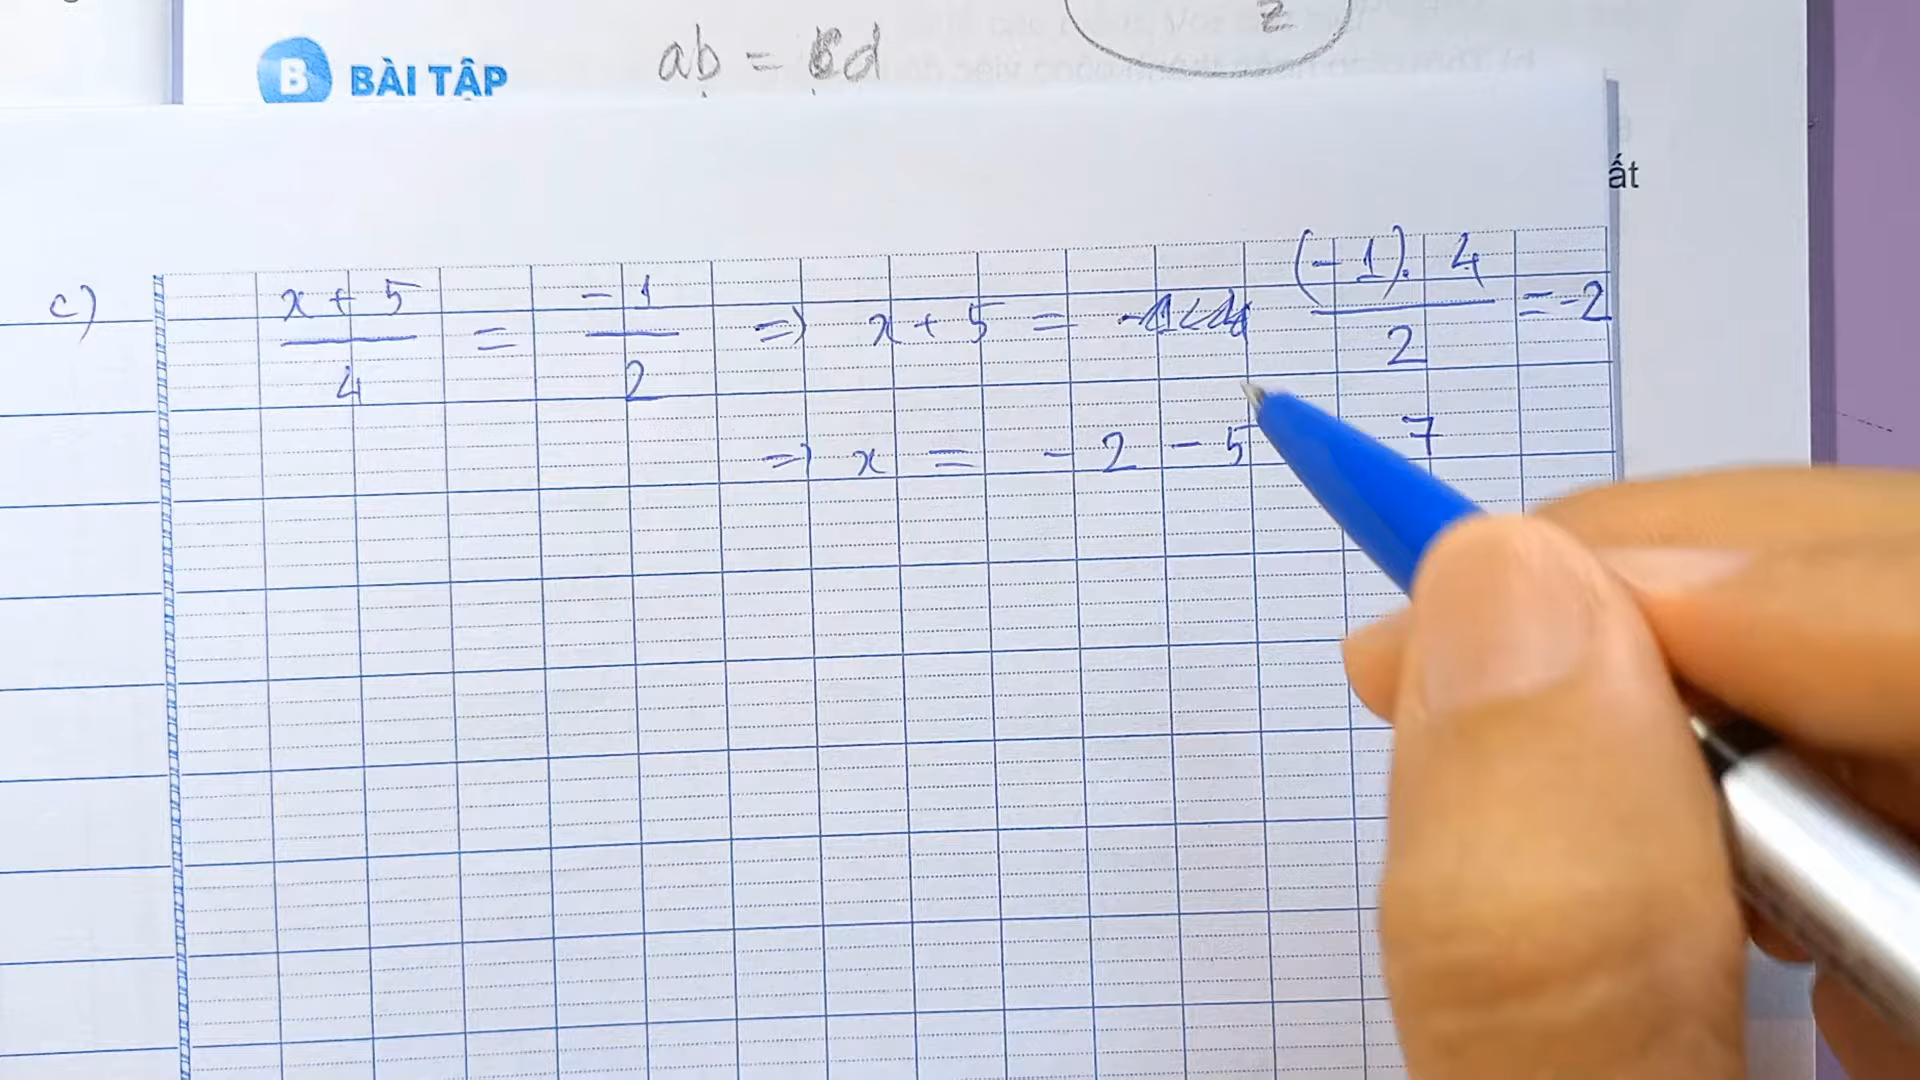 z
B BÀI TẬP
ab = cd
ất
c) x + 5 / 4 = -1 / 2 => x + 5 = (-1). 4 / 2 = -2
=> x = - 2 - 5 7